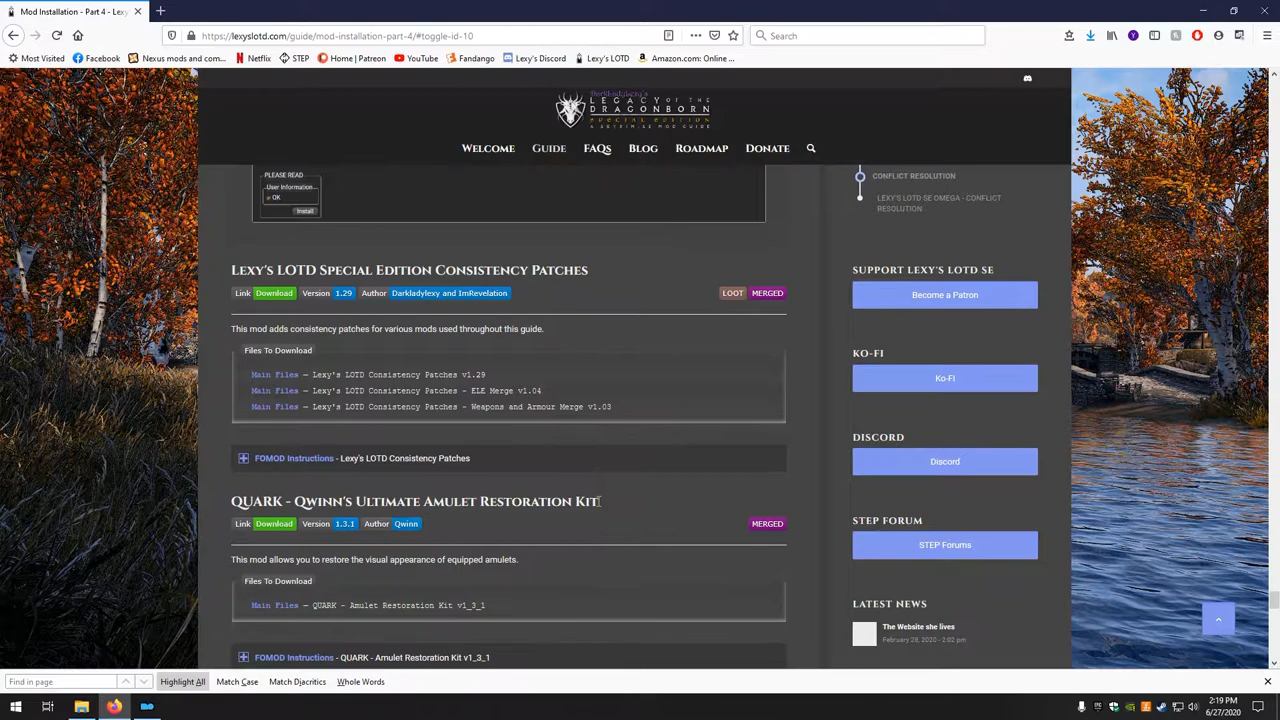 Mod Installation - Part 4 - Lexy
https://lexyslotd.com/guide/mod-installation-part-4/#toggle-id-10
Search
Most Visited Facebook Nexus mods and com... Netflix STEP Home | Patreon YouTube Fandango Lexy's Discord Lexy's LOTD Amazon.com: Online ...
LEGACY OF THE
DRAGONBORN
SPECIAL EDITION
A SKYRIM:SE MOD GUIDE
WELCOME GUIDE FAQS BLOG ROADMAP DONATE
PLEASE READ
User Information...
OK
Install
CONFLICT RESOLUTION
LEXY'S LOTD SE OMEGA - CONFLICT
RESOLUTION
LEXY'S LOTD SPECIAL EDITION CONSISTENCY PATCHES
Link Download Version 1.29 Author Darkladylexy and ImRevelation LOOT MERGED
This mod adds consistency patches for various mods used throughout this guide.
Files To Download
Main Files – Lexy's LOTD Consistency Patches v1.29
Main Files – Lexy's LOTD Consistency Patches - ELE Merge v1.04
Main Files – Lexy's LOTD Consistency Patches - Weapons and Armour Merge v1.03
FOMOD Instructions - Lexy's LOTD Consistency Patches
QUARK - QWINN'S ULTIMATE AMULET RESTORATION KIT
Link Download Version 1.3.1 Author Qwinn MERGED
This mod allows you to restore the visual appearance of equipped amulets.
Files To Download
Main Files – QUARK - Amulet Restoration Kit v1_3_1
FOMOD Instructions - QUARK - Amulet Restoration Kit v1_3_1
SUPPORT LEXY'S LOTD SE
Become a Patron
KO-FI
Ko-Fi
DISCORD
Discord
STEP FORUM
STEP Forums
LATEST NEWS
The Website she lives
February 28, 2020 - 2:02 pm
Find in page Highlight All Match Case Match Diacritics Whole Words
2:19 PM
6/27/2020